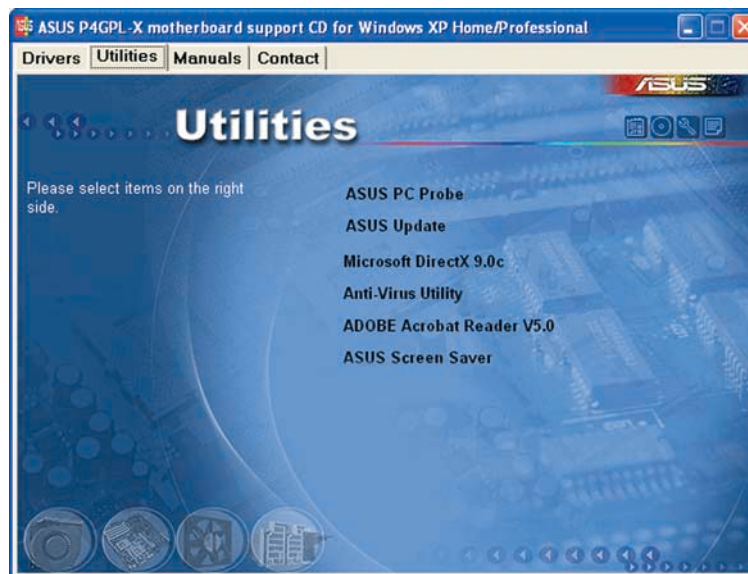 ASUS P4GPL-X motherboard support CD for Windows XP Home/Professional
Drivers Utilities Manuals Contact
ASUS
Utilities
Please select items on the right
side.
ASUS PC Probe
ASUS Update
Microsoft DirectX 9.0c
Anti-Virus Utility
ADOBE Acrobat Reader V5.0
ASUS Screen Saver